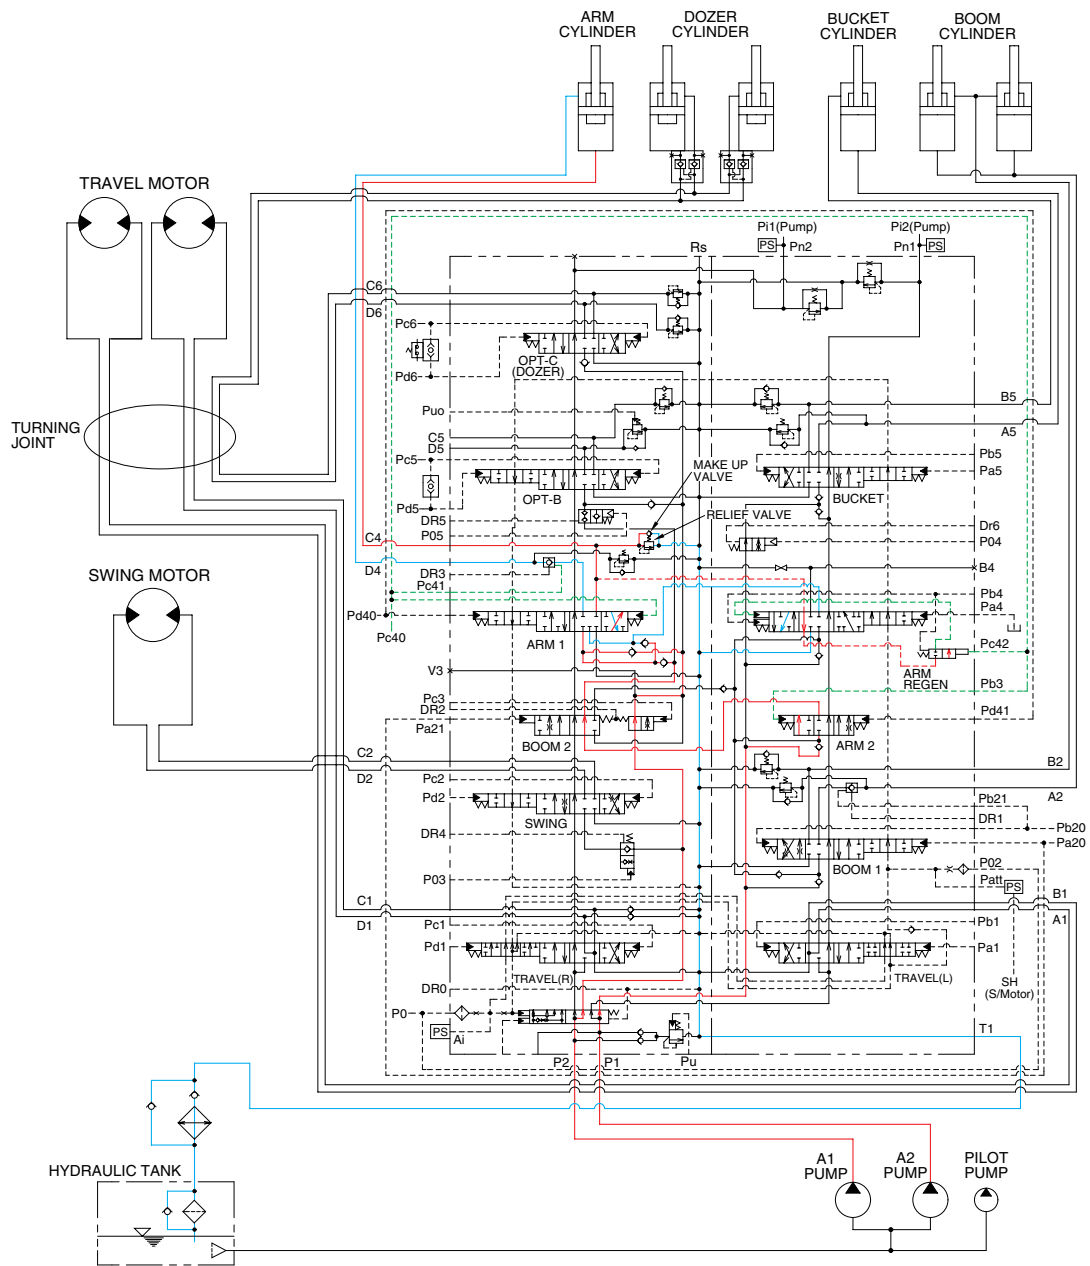 ARM
CYLINDER
DOZER
CYLINDER
BUCKET
CYLINDER
BOOM
CYLINDER
TRAVEL MOTOR
Pi1(Pump)
Pi2(Pump)
Rs
PS
Pn2
Pn1
PS
C6
D6
Pc6
OPT-C
(DOZER)
Pd6
Puo
C5
D5
Pc5
OPT-B
Pd5
DR5
P05
C4
D4
DR3
Pc41
Pd40
Pc40
ARM 1
V3
Pc3
DR2
Pa21
BOOM 2
C2
D2
Pc2
Pd2
SWING
DR4
P03
C1
D1
Pc1
Pd1
TRAVEL(R)
DR0
P0
PS
Ai
P2
P1
Pu
TURNING
JOINT
SWING MOTOR
MAKE UP
VALVE
RELIEF VALVE
B5
A5
Pb5
Pa5
BUCKET
Dr6
P04
B4
Pb4
Pa4
Pc42
ARM
REGEN
Pb3
Pd41
ARM 2
B2
A2
Pb21
DR1
Pb20
Pa20
BOOM 1
P02
Patt
PS
B1
A1
Pb1
Pa1
TRAVEL(L)
SH
(S/Motor)
T1
HYDRAULIC TANK
A1
PUMP
A2
PUMP
PILOT
PUMP